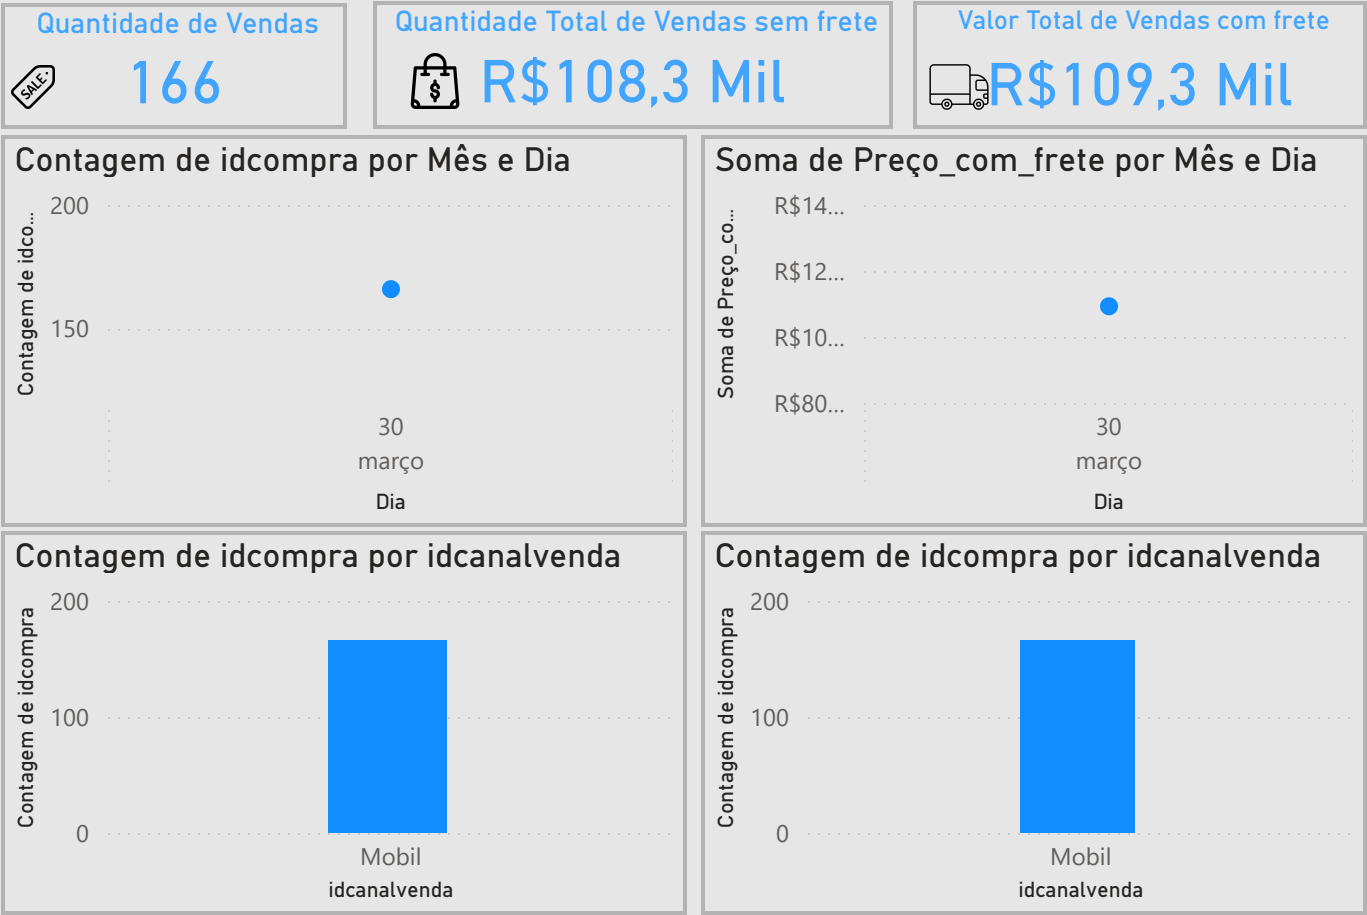 Quantidade de Vendas
SALE
166
Quantidade Total de Vendas sem frete
$
R$108,3 Mil
Valor Total de Vendas com frete
R$109,3 Mil
Contagem de idcompra por Mês e Dia
Contagem de idco...
200
150
30
março
Dia
Soma de Preço_com_frete por Mês e Dia
Soma de Preço_co...
R$14...
R$12...
R$10...
R$80...
30
março
Dia
Contagem de idcompra por idcanalvenda
Contagem de idcompra
200
100
0
Mobil
idcanalvenda
Contagem de idcompra por idcanalvenda
Contagem de idcompra
200
100
0
Mobil
idcanalvenda